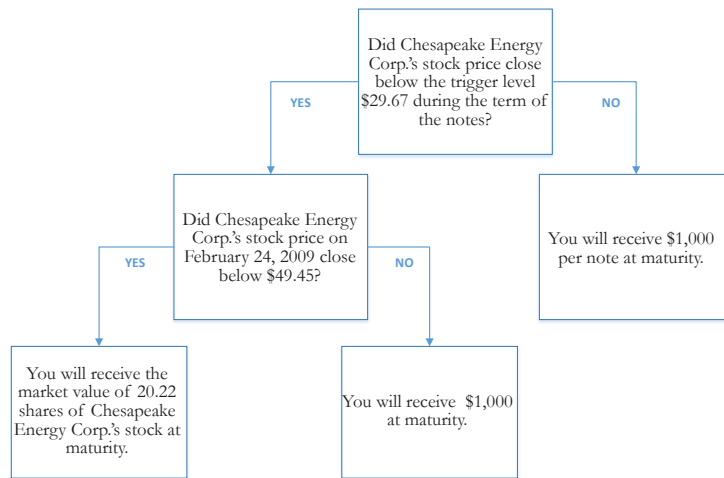 Did Chesapeake Energy
Corp.'s stock price close
below the trigger level
$29.67 during the term of
the notes?
YES
NO
Did Chesapeake Energy
Corp.'s stock price on
February 24, 2009 close
below $49.45?
You will receive $1,000
per note at maturity.
YES
NO
You will receive the
market value of 20.22
shares of Chesapeake
Energy Corp.'s stock at
maturity.
You will receive $1,000
at maturity.